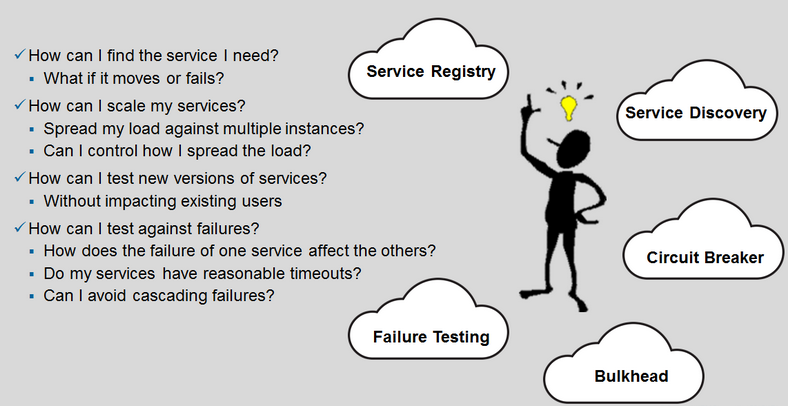 How can I find the service I need?
What if it moves or fails?
How can I scale my services?
Spread my load against multiple instances?
Can I control how I spread the load?
How can I test new versions of services?
Without impacting existing users
How can I test against failures?
How does the failure of one service affect the others?
Do my services have reasonable timeouts?
Can I avoid cascading failures?
Service Registry
Service Discovery
Circuit Breaker
Failure Testing
Bulkhead